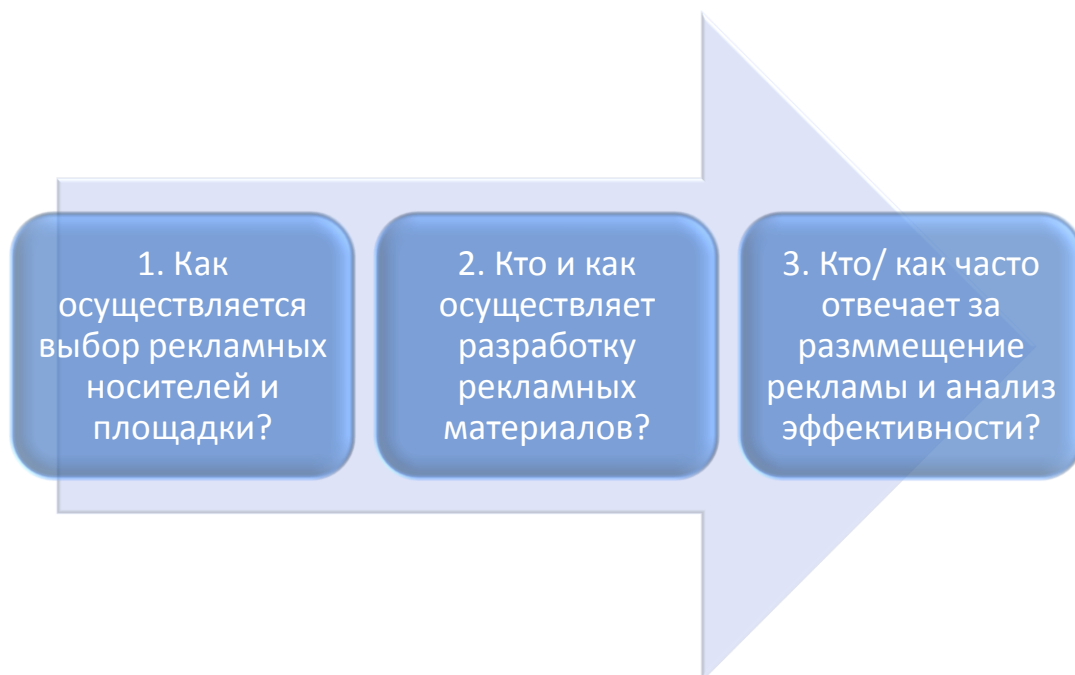 1. Как
осуществляется
выбор рекламных
носителей и
площадки?
2. Кто и как
осуществляет
разработку
рекламных
материалов?
3. Кто/ как часто
отвечает за
разммещение
рекламы и анализ
эффективности?